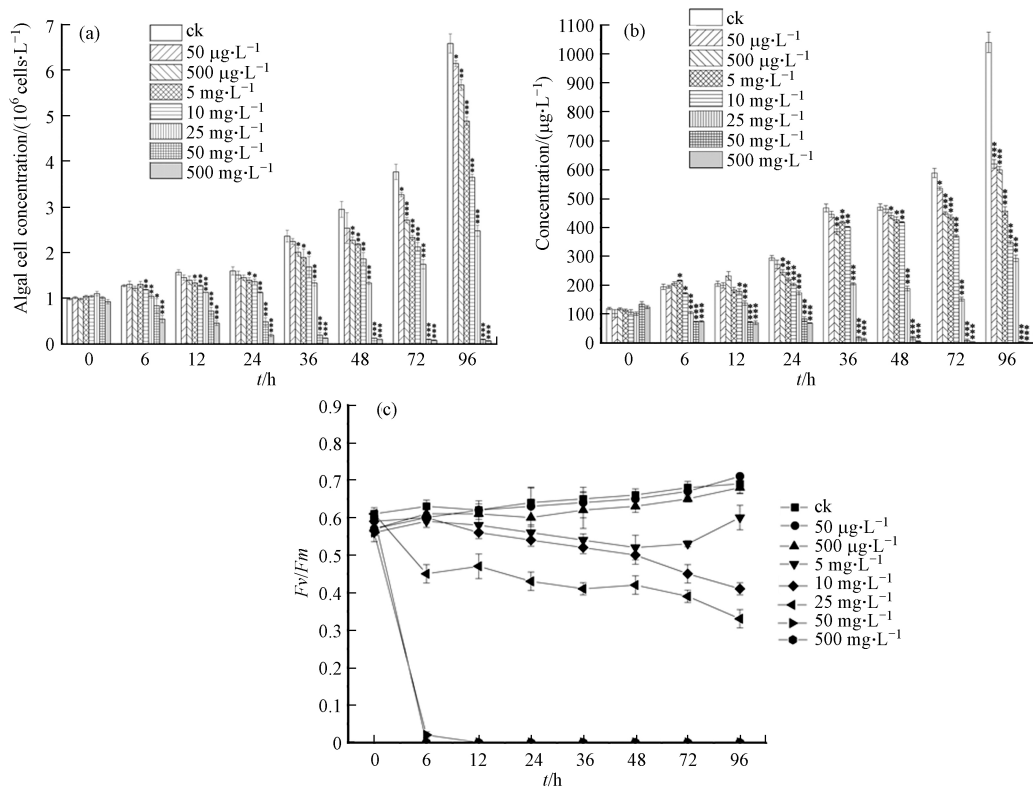 (a)
ck
50 μg·L⁻¹
500 μg·L⁻¹
5 mg·L⁻¹
10 mg·L⁻¹
25 mg·L⁻¹
50 mg·L⁻¹
500 mg·L⁻¹
Algal cell concentration/(10⁶ cells·L⁻¹)
7
6
5
4
3
2
1
0
0 6 12 24 36 48 72 96
t/h
(b)
ck
50 μg·L⁻¹
500 μg·L⁻¹
5 mg·L⁻¹
10 mg·L⁻¹
25 mg·L⁻¹
50 mg·L⁻¹
500 mg·L⁻¹
Concentration/(μg·L⁻¹)
1100
1000
900
800
700
600
500
400
300
200
100
0
0 6 12 24 36 48 72 96
t/h
(c)
Fv/Fm
0.9
0.8
0.7
0.6
0.5
0.4
0.3
0.2
0.1
0
0 6 12 24 36 48 72 96
t/h
ck
50 μg·L⁻¹
500 μg·L⁻¹
5 mg·L⁻¹
10 mg·L⁻¹
25 mg·L⁻¹
50 mg·L⁻¹
500 mg·L⁻¹